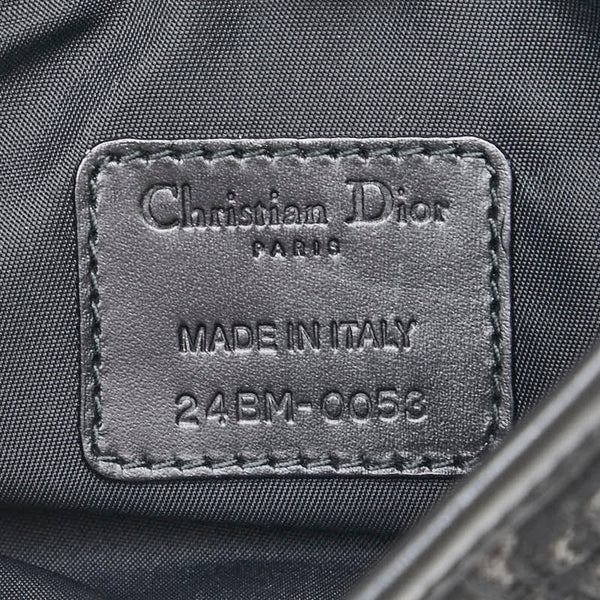 Christian Dior
PARIS
MADE IN ITALY
24BM-0053